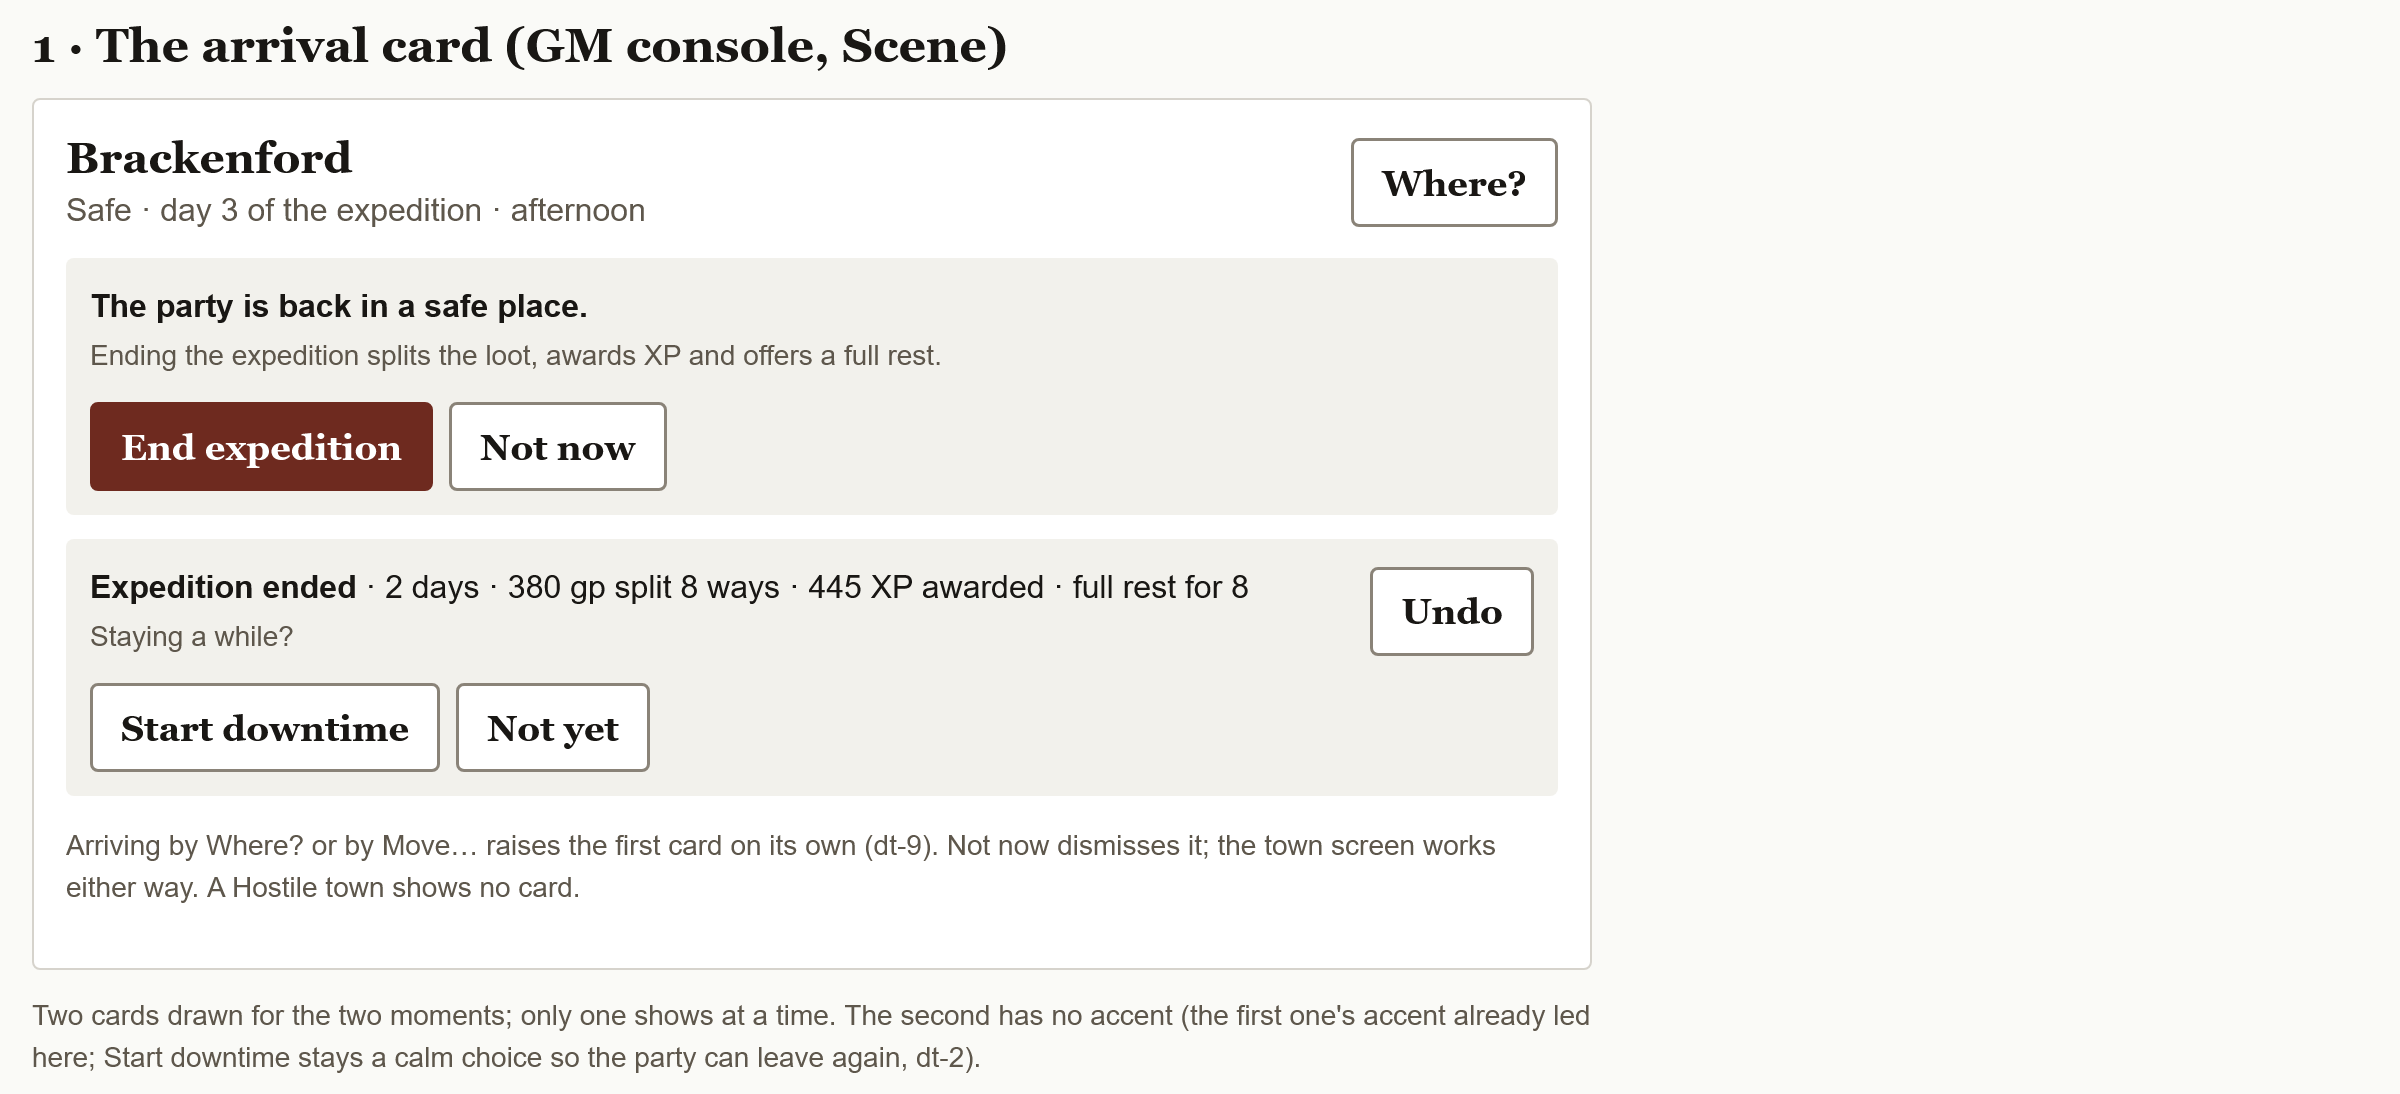 1 · The arrival card (GM console, Scene)
Brackenford
Where?
Safe · day 3 of the expedition · afternoon
The party is back in a safe place.
Ending the expedition splits the loot, awards XP and offers a full rest.
End expedition
Not now
Expedition ended · 2 days · 380 gp split 8 ways · 445 XP awarded · full rest for 8
Undo
Staying a while?
Start downtime
Not yet
Arriving by Where? or by Move… raises the first card on its own (dt-9). Not now dismisses it; the town screen works
either way. A Hostile town shows no card.
Two cards drawn for the two moments; only one shows at a time. The second has no accent (the first one's accent already led
here; Start downtime stays a calm choice so the party can leave again, dt-2).